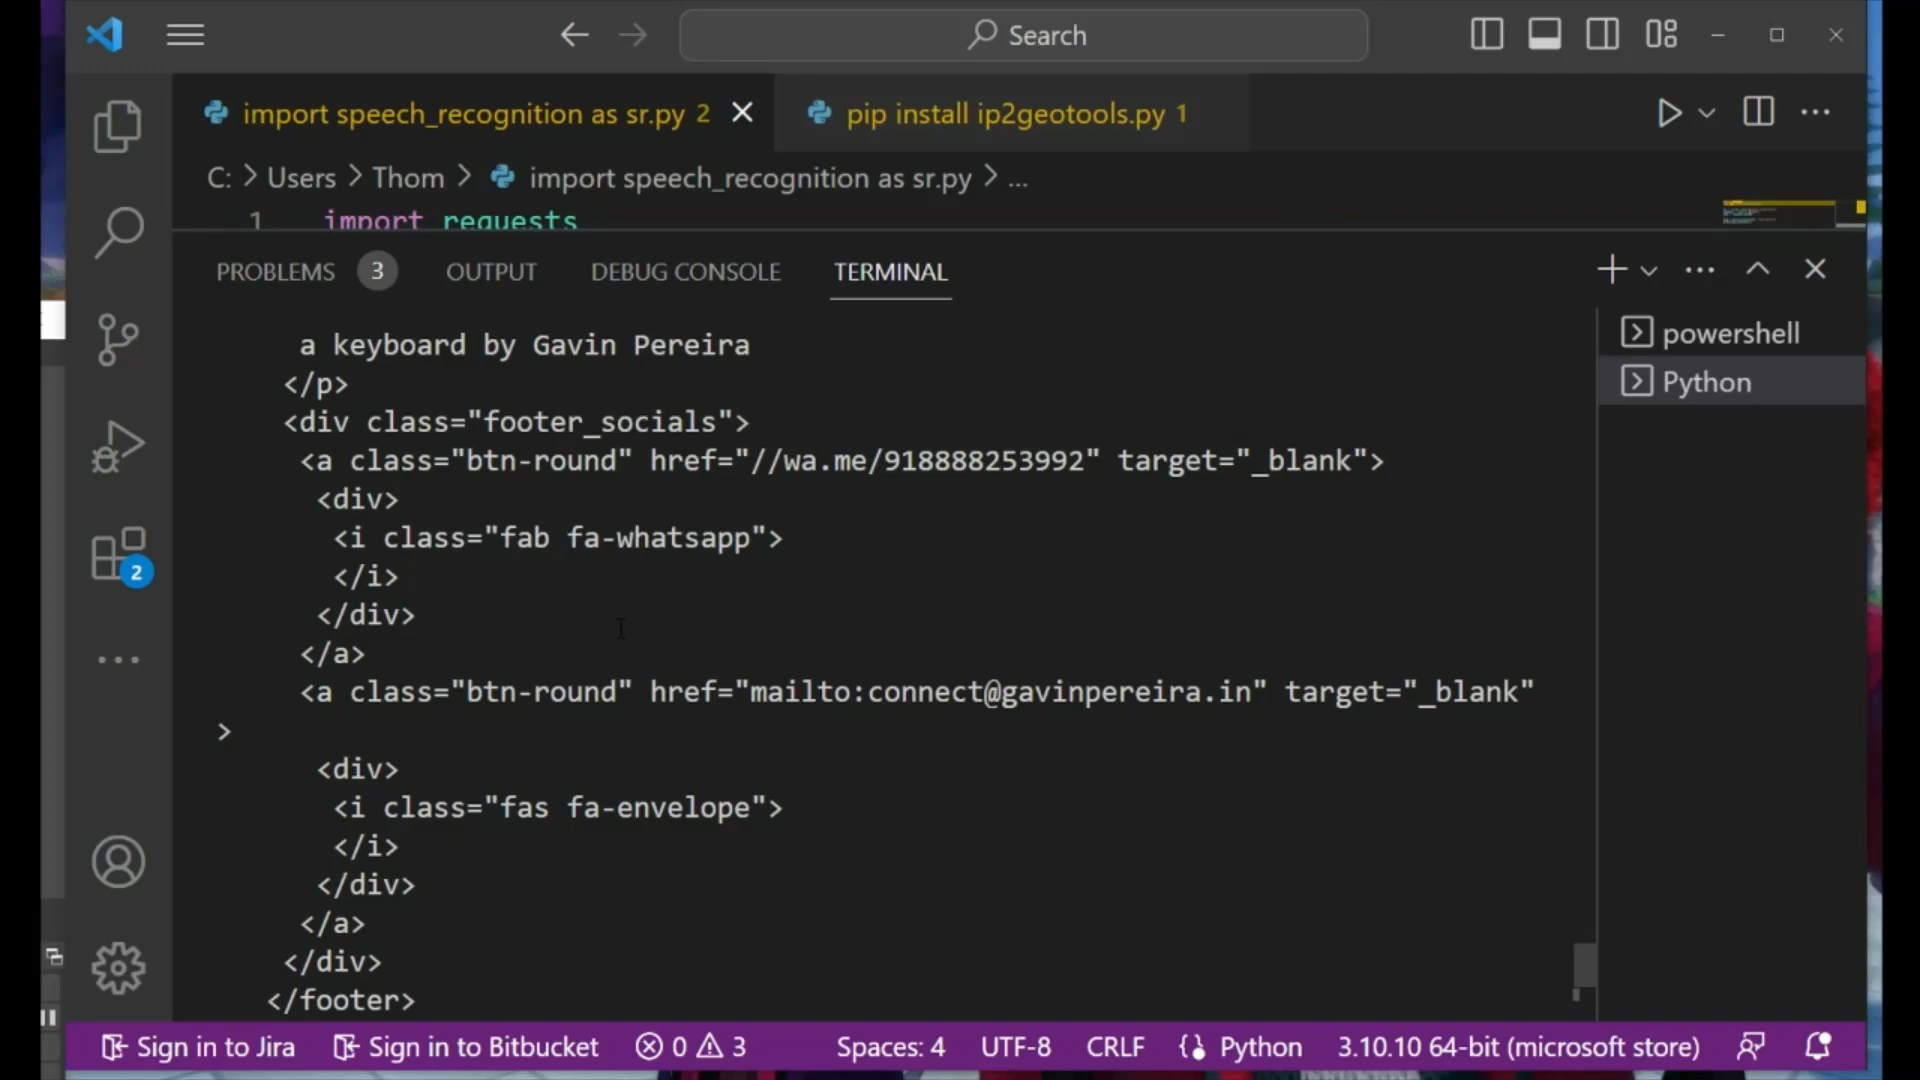 Search
import speech_recognition as sr.py 2
pip install ip2geotools.py 1
C: > Users > Thom > import speech_recognition as sr.py > ...
1 import requests
PROBLEMS 3 OUTPUT DEBUG CONSOLE TERMINAL
powershell
Python
a keyboard by Gavin Pereira
</p>
<div class="footer_socials">
<a class="btn-round" href="//wa.me/918888253992" target="_blank">
<div>
<i class="fab fa-whatsapp">
</i>
</div>
</a>
<a class="btn-round" href="mailto:connect@gavinpereira.in" target="_blank"
>
<div>
<i class="fas fa-envelope">
</i>
</div>
</a>
</div>
</footer>
2
Sign in to Jira Sign in to Bitbucket 0 3 Spaces: 4 UTF-8 CRLF Python 3.10.10 64-bit (microsoft store)